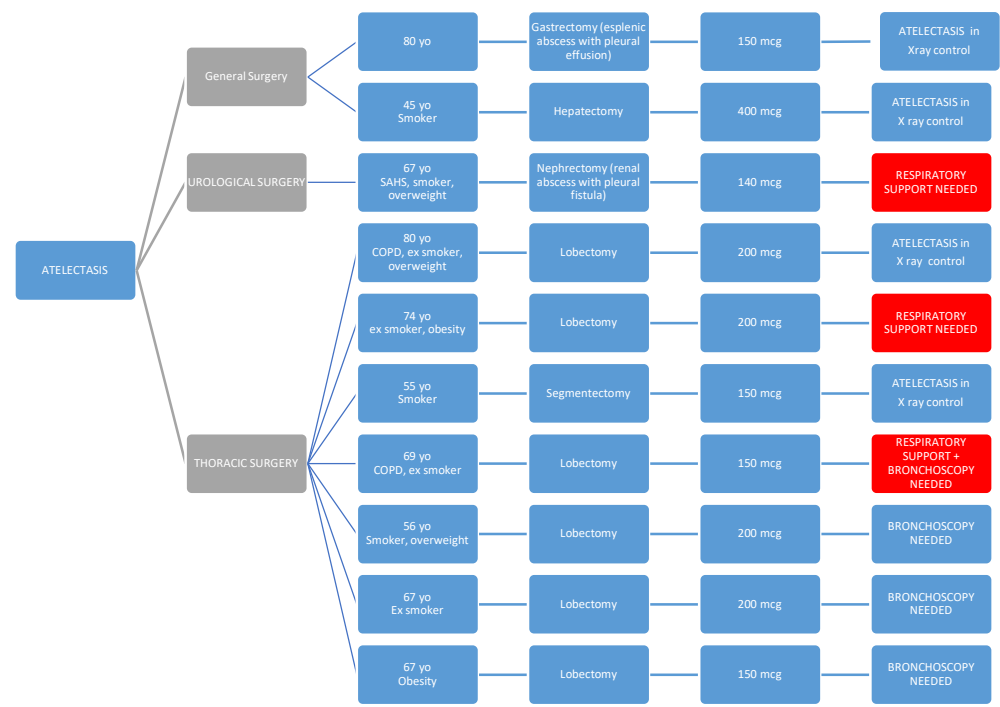 ATELECTASIS
General Surgery
80 yo
Gastrectomy (esplenic
abscess with pleural
effusion)
150 mcg
ATELECTASIS in
Xray control
45 yo
Smoker
Hepatectomy
400 mcg
ATELECTASIS in
X ray control
UROLOGICAL SURGERY
67 yo
SAHS, smoker,
overweight
Nephrectomy (renal
abscess with pleural
fistula)
140 mcg
RESPIRATORY
SUPPORT NEEDED
THORACIC SURGERY
80 yo
COPD, ex smoker,
overweight
Lobectomy
200 mcg
ATELECTASIS in
X ray control
74 yo
ex smoker, obesity
Lobectomy
200 mcg
RESPIRATORY
SUPPORT NEEDED
55 yo
Smoker
Segmentectomy
150 mcg
ATELECTASIS in
X ray control
69 yo
COPD, ex smoker
Lobectomy
150 mcg
RESPIRATORY
SUPPORT +
BRONCHOSCOPY
NEEDED
56 yo
Smoker, overweight
Lobectomy
200 mcg
BRONCHOSCOPY
NEEDED
67 yo
Ex smoker
Lobectomy
200 mcg
BRONCHOSCOPY
NEEDED
67 yo
Obesity
Lobectomy
150 mcg
BRONCHOSCOPY
NEEDED